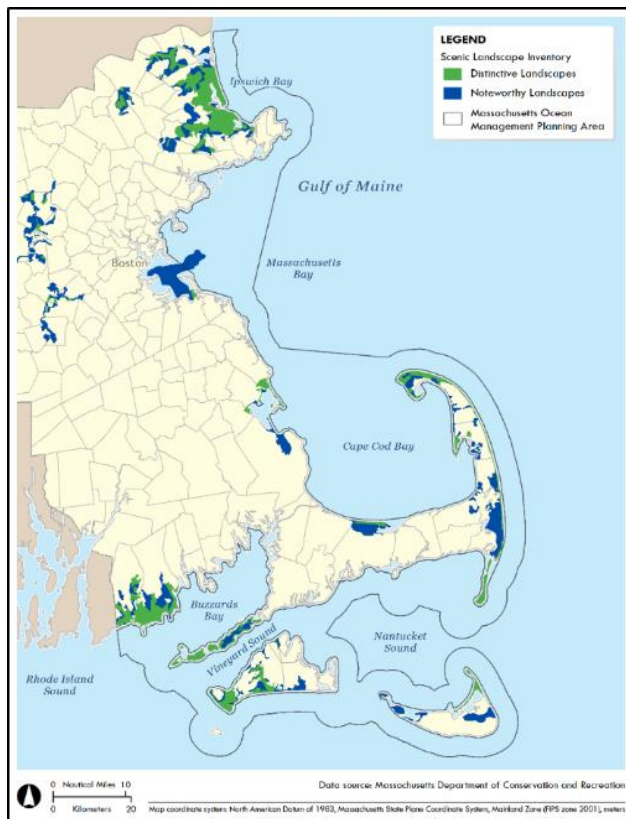 LEGEND
Scenic Landscape Inventory
Distinctive Landscapes
Noteworthy Landscapes
Massachusetts Ocean
Management Planning Area
Ipswich Bay
Gulf of Maine
Massachusetts
Bay
Boston
Cape Cod Bay
Buzzards
Bay
Vineyard Sound
Nantucket
Sound
Rhode Island
Sound
0 Nautical Miles 10
0 Kilometers 20
Data source: Massachusetts Department of Conservation and Recreation
Map coordinate system: North American Datum of 1983, Massachusetts State Plane Coordinate System, Mainland Zone (FIPS zone 2001), meters